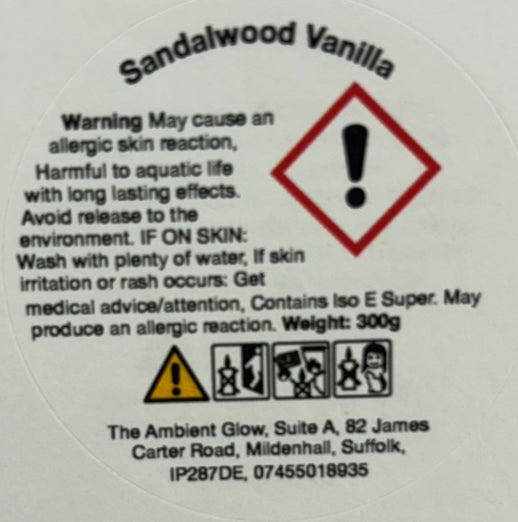 Sandalwood Vanilla
Warning May cause an
allergic skin reaction,
Harmful to aquatic life
with long lasting effects.
Avoid release to the
environment. IF ON SKIN:
Wash with plenty of water, If skin
irritation or rash occurs: Get
medical advice/attention, Contains Iso E Super. May
produce an allergic reaction. Weight: 300g
The Ambient Glow, Suite A, 82 James
Carter Road, Mildenhall, Suffolk,
IP287DE, 07455018935